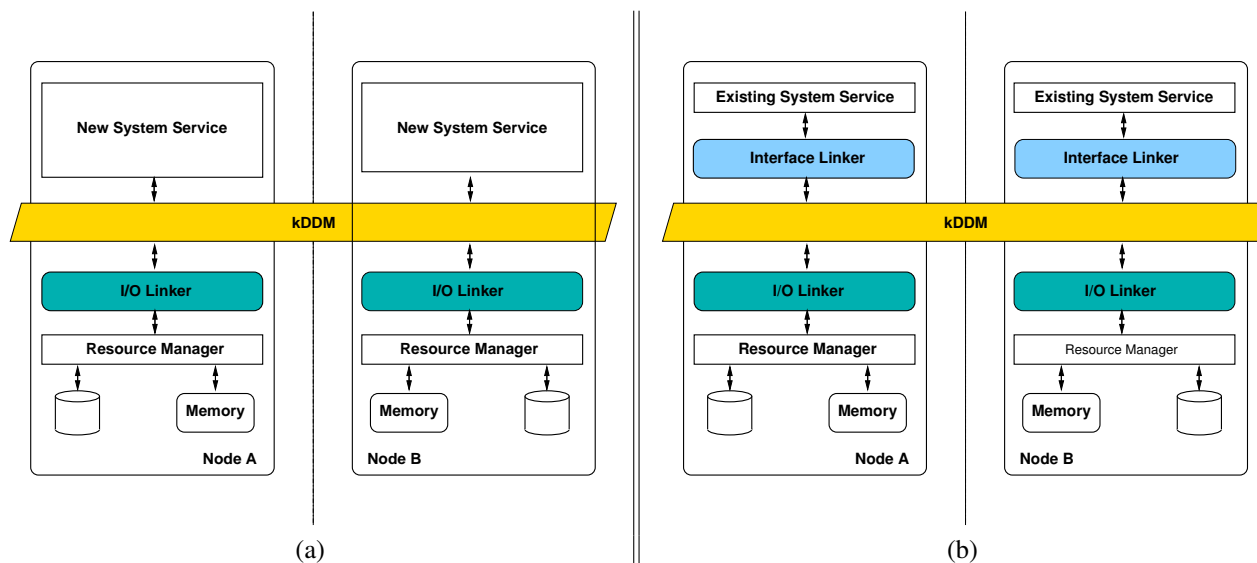 New System Service
New System Service
kDDM
I/O Linker
I/O Linker
Resource Manager
Resource Manager
Memory
Memory
Node A
Node B
(a)
Existing System Service
Existing System Service
Interface Linker
Interface Linker
kDDM
I/O Linker
I/O Linker
Resource Manager
Resource Manager
Memory
Memory
Node A
Node B
(b)